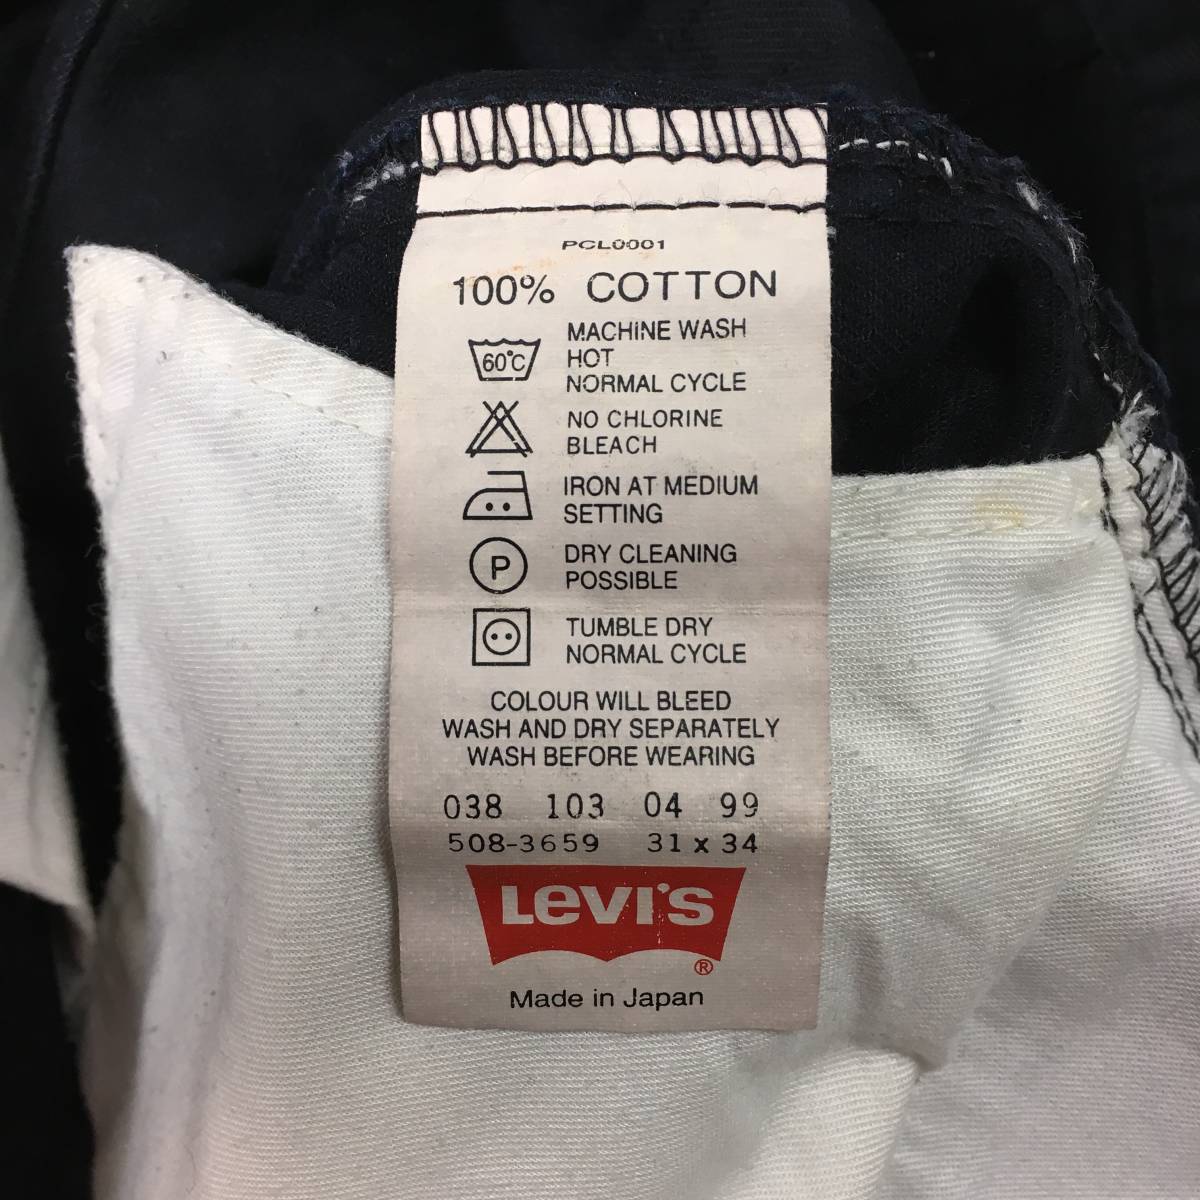 PCL0001
100% COTTON
60°C
MACHINE WASH
HOT
NORMAL CYCLE
NO CHLORINE
BLEACH
IRON AT MEDIUM
SETTING
P
DRY CLEANING
POSSIBLE
TUMBLE DRY
NORMAL CYCLE
COLOUR WILL BLEED
WASH AND DRY SEPARATELY
WASH BEFORE WEARING
038 103 04 99
508-3659 31 x 34
LeVI'S
®
Made in Japan